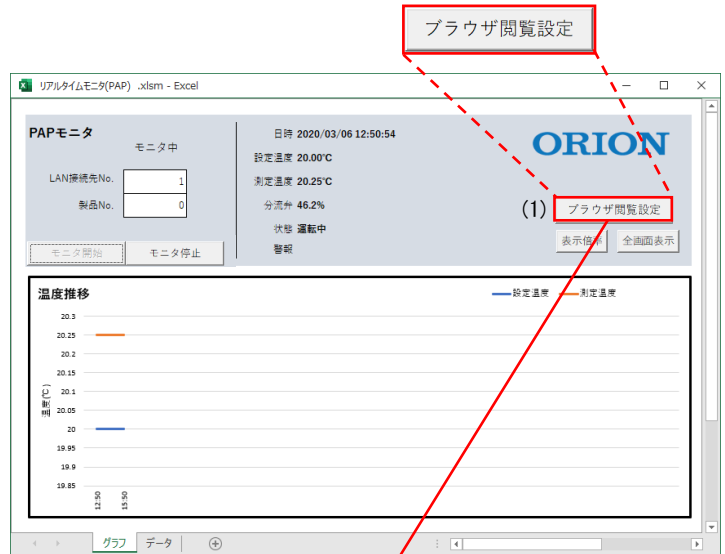 ブラウザ閲覧設定
リアルタイムモニタ(PAP) .xlsm - Excel
PAPモニタ
モニタ中
LAN接続先No. 1
製品No. 0
モニタ開始 モニタ停止
日時 2020/03/06 12:50:54
設定温度 20.00℃
測定温度 20.25℃
分流弁 46.2%
状態 運転中
警報
ORION
(1) ブラウザ閲覧設定
表示倍率 全画面表示
温度推移
設定温度 測定温度
温度(℃)
20.3
20.25
20.2
20.15
20.1
20.05
20
19.95
19.9
19.85
12:50
15:50
グラフ データ